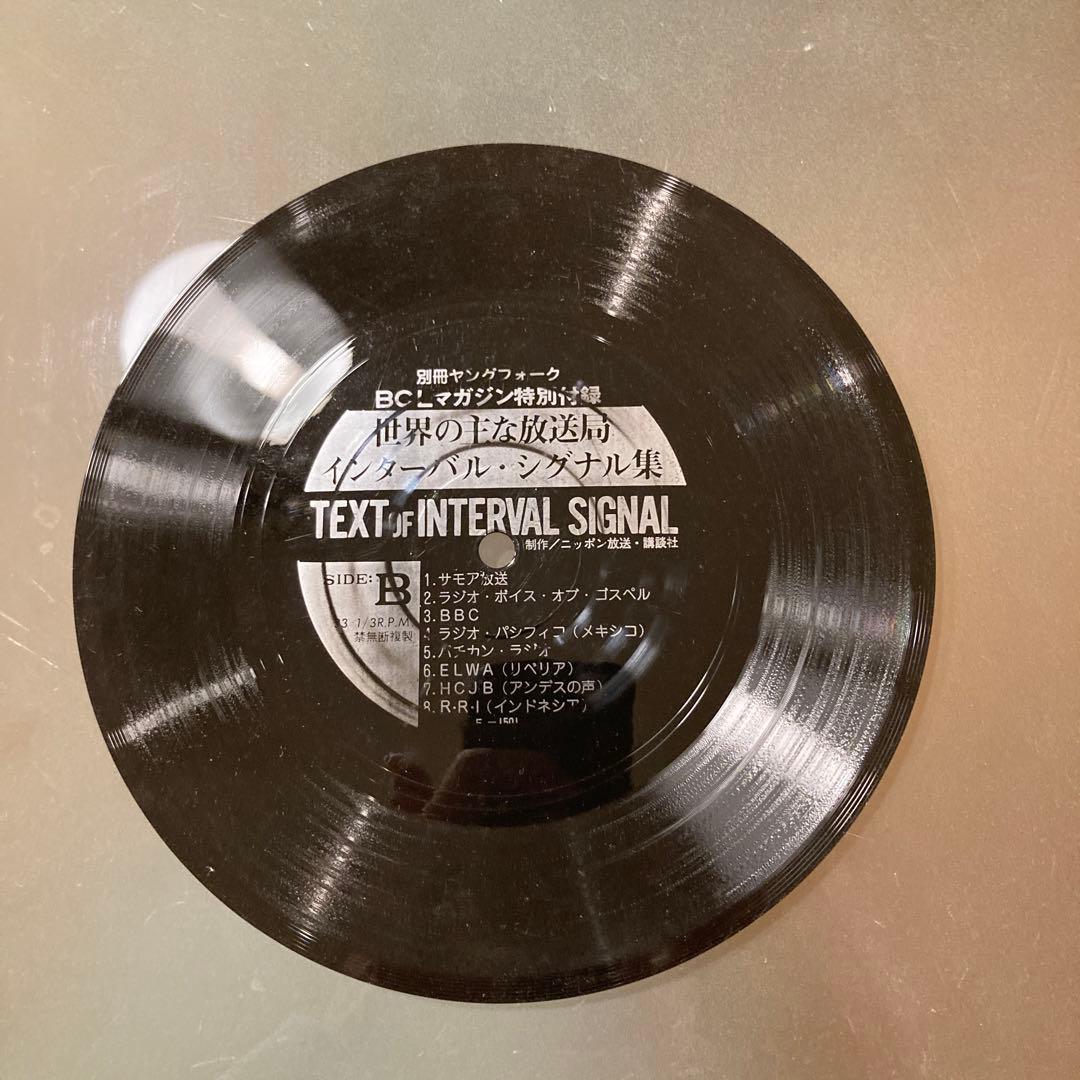 別冊ヤングフォーク
BCLマガジン特別付録
世界の主な放送局
インターバル・シグナル集
TEXT OF INTERVAL SIGNAL
制作/ニッポン放送・講談社
SIDE: B
33 1/3R.P.M.
禁無断複製
1.サモア放送
2.ラジオ・ボイス・オブ・ゴスペル
3.BBC
4.ラジオ・パシフィコ(メキシコ)
5.バチカン・ラジオ
6.ELWA(リベリア)
7.HCJB(アンデスの声)
8.R・R・I(インドネシア)